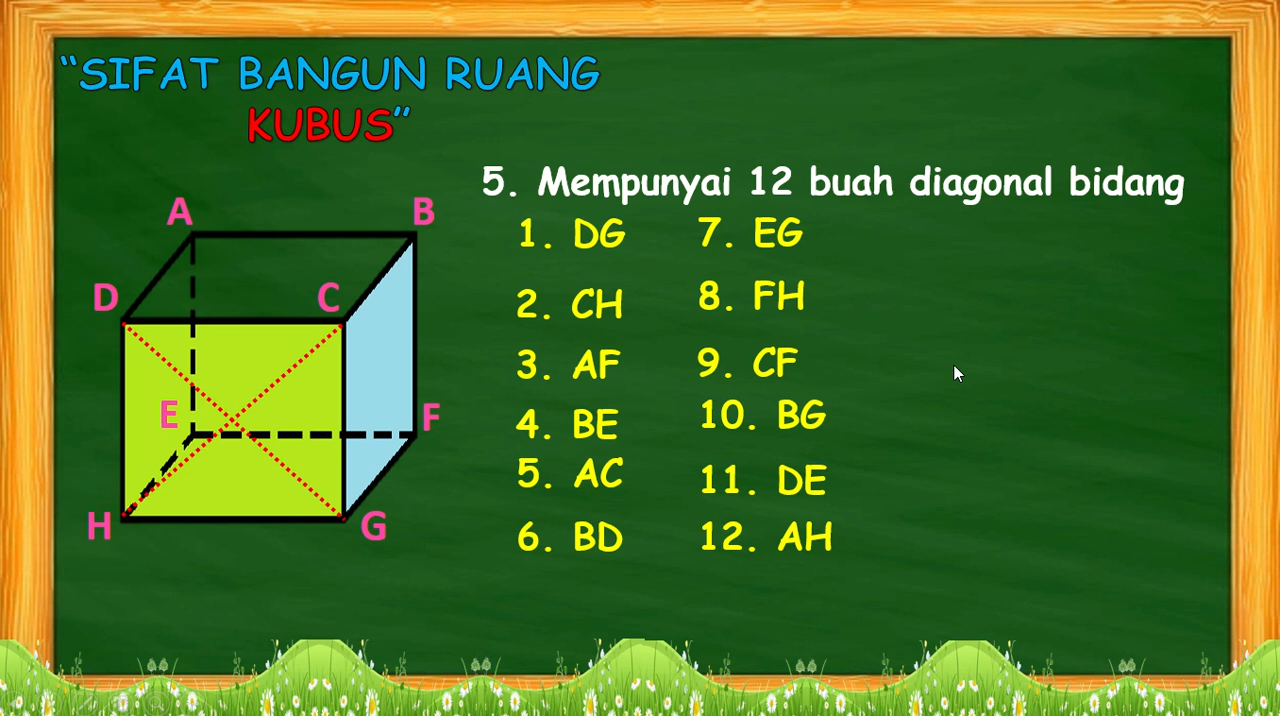 “SIFAT BANGUN RUANG
KUBUS”
5. Mempunyai 12 buah diagonal bidang
1. DG
2. CH
3. AF
4. BE
5. AC
6. BD
7. EG
8. FH
9. CF
10. BG
11. DE
12. AH
A
B
D
C
E
F
H
G